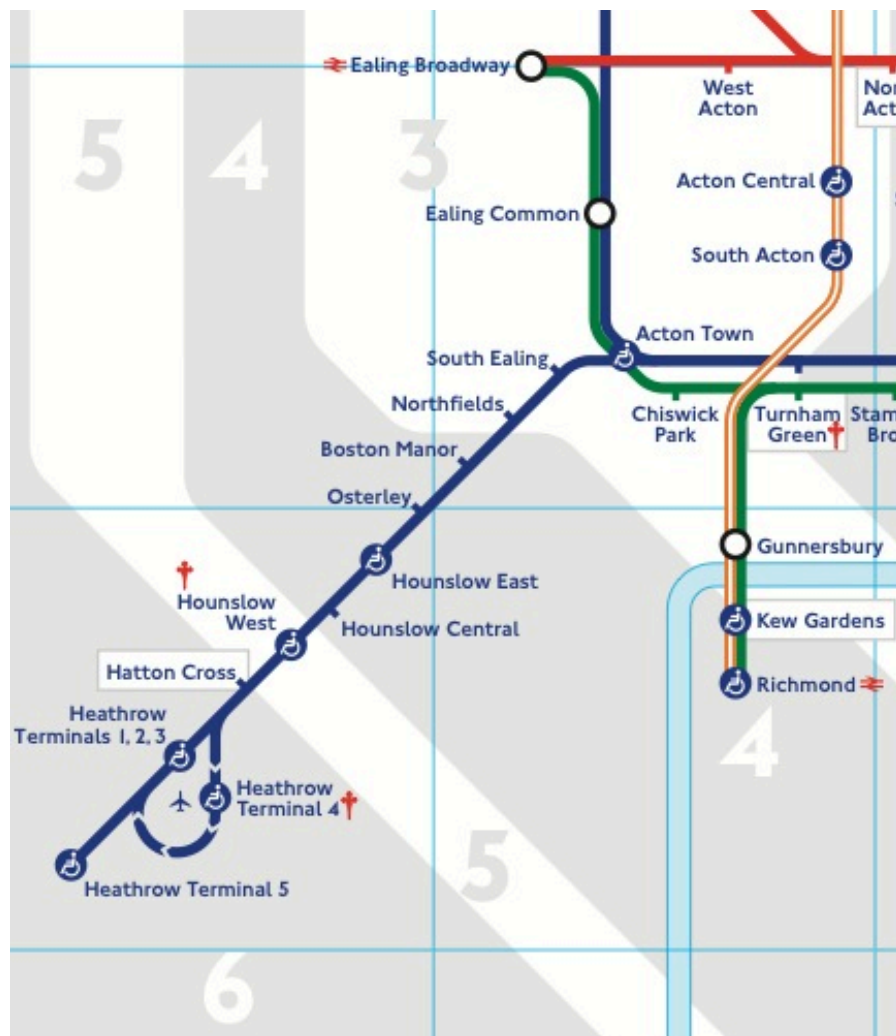 Ealing Broadway
West
Acton
5
4
3
Acton Central
Ealing Common
South Acton
Acton Town
South Ealing
Northfields
Chiswick
Park
Turnham
Green
Boston Manor
Osterley
Gunnersbury
Hounslow East
Hounslow
West
Kew Gardens
Hounslow Central
Hatton Cross
Richmond
Heathrow
Terminals 1, 2, 3
4
Heathrow
Terminal 4
5
Heathrow Terminal 5
6